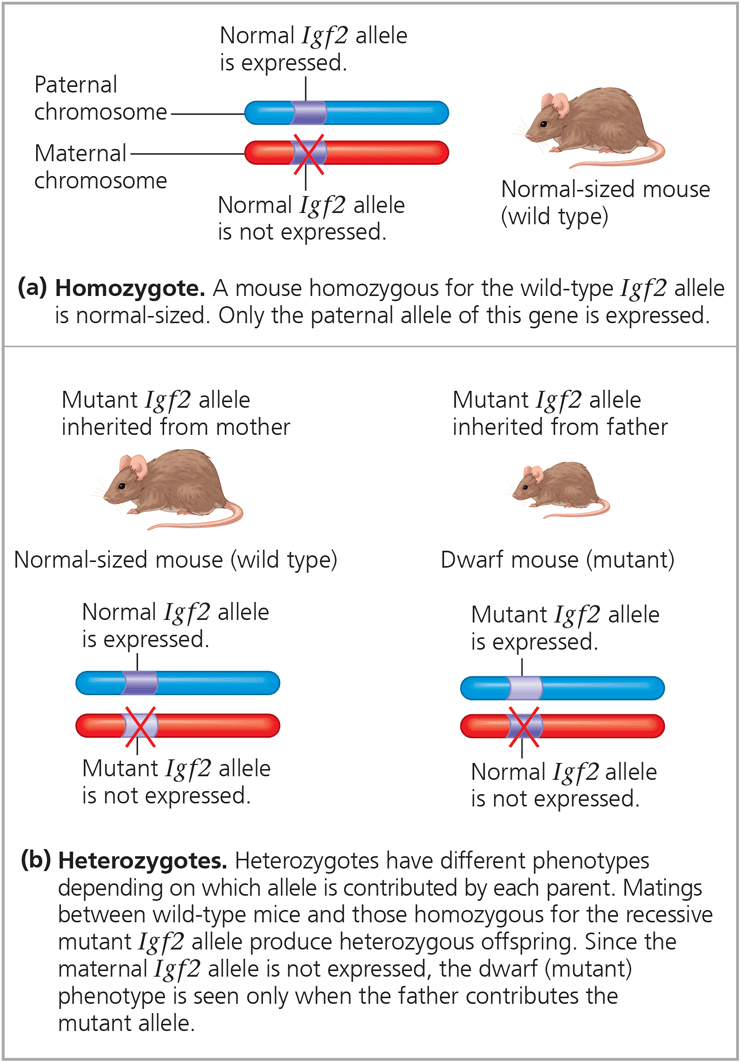 Normal Igf2 allele
is expressed.
Paternal
chromosome
Maternal
chromosome
Normal Igf2 allele
is not expressed.
Normal-sized mouse
(wild type)
(a) Homozygote. A mouse homozygous for the wild-type Igf2 allele
is normal-sized. Only the paternal allele of this gene is expressed.
Mutant Igf2 allele
inherited from mother
Normal-sized mouse (wild type)
Normal Igf2 allele
is expressed.
Mutant Igf2 allele
is not expressed.
Mutant Igf2 allele
inherited from father
Dwarf mouse (mutant)
Mutant Igf2 allele
is expressed.
Normal Igf2 allele
is not expressed.
(b) Heterozygotes. Heterozygotes have different phenotypes
depending on which allele is contributed by each parent. Matings
between wild-type mice and those homozygous for the recessive
mutant Igf2 allele produce heterozygous offspring. Since the
maternal Igf2 allele is not expressed, the dwarf (mutant)
phenotype is seen only when the father contributes the
mutant allele.